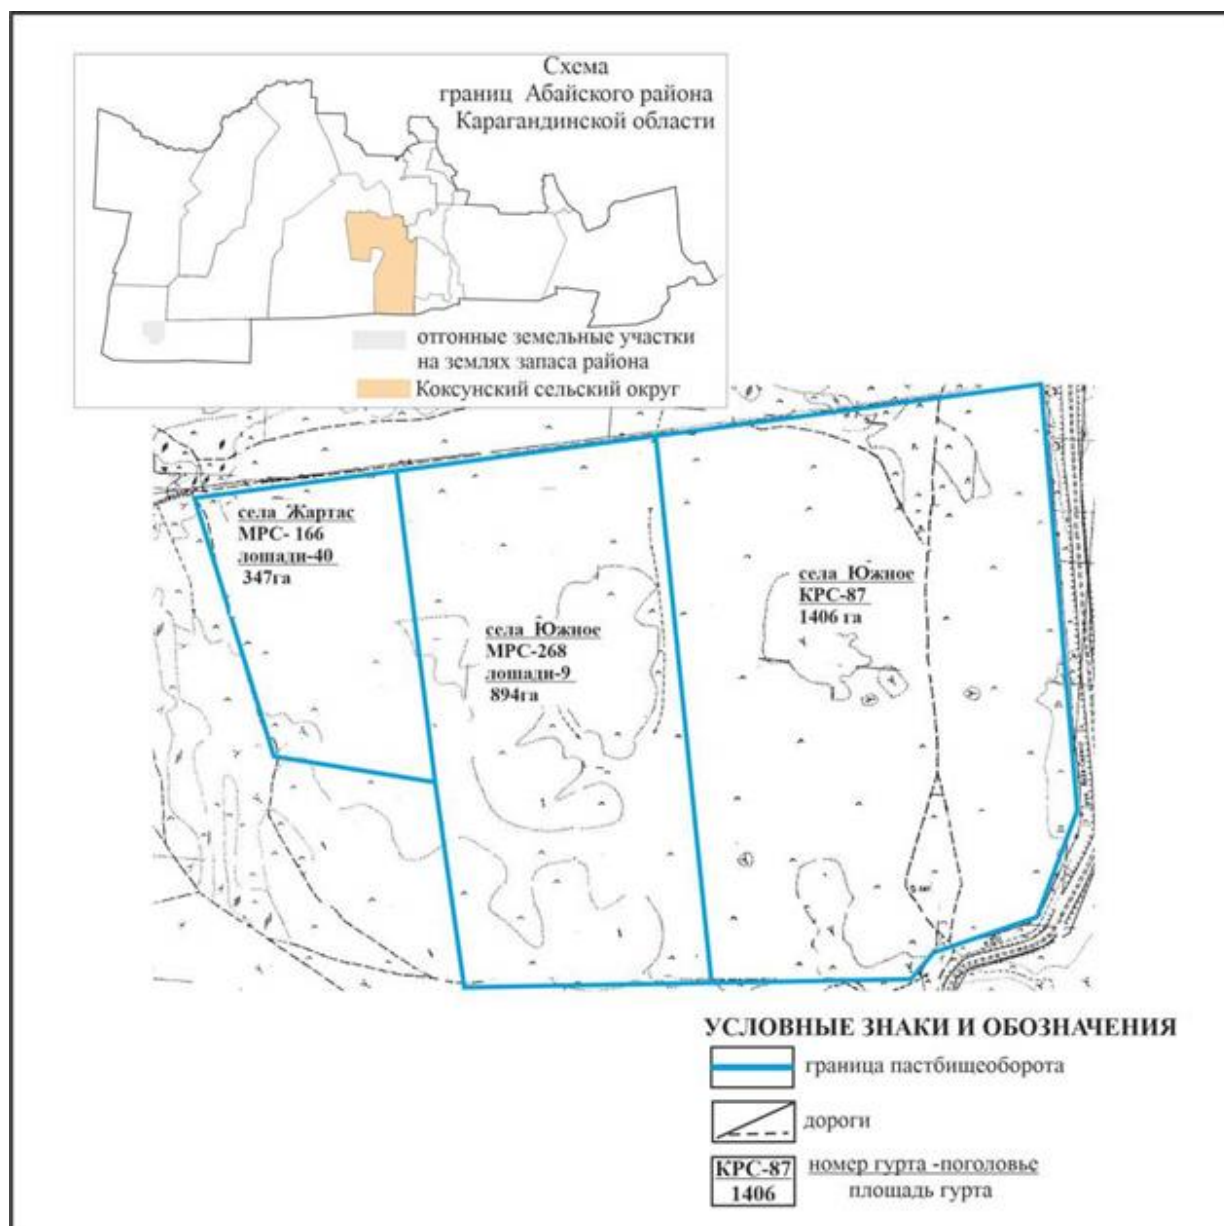 Схема
границ Абайского района
Карагандинской области
отгонные земельные участки
на землях запаса района
Коксунский сельский округ
села Жартас
МРС- 166
лошади-40
347га
села Южное
МРС-268
лошади-9
894га
села Южное
КРС-87
1406 га
УСЛОВНЫЕ ЗНАКИ И ОБОЗНАЧЕНИЯ
граница пастбищеоборота
дороги
КРС-87
1406
номер гурта -поголовье
площадь гурта